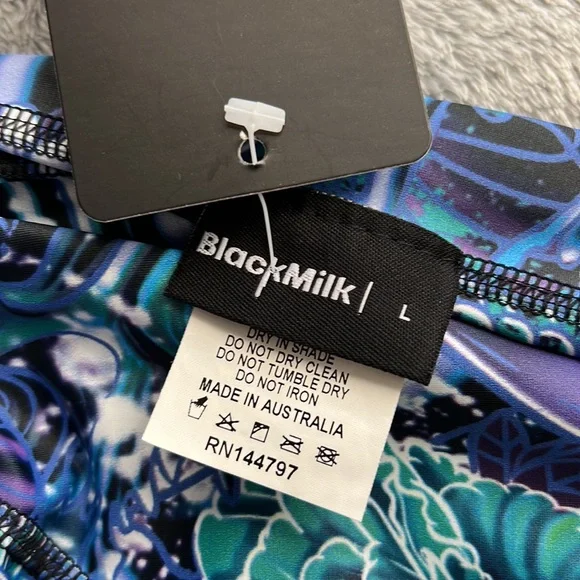 BlackMilk L
DRY IN SHADE
DO NOT DRY CLEAN
DO NOT TUMBLE DRY
DO NOT IRON
MADE IN AUSTRALIA
RN144797